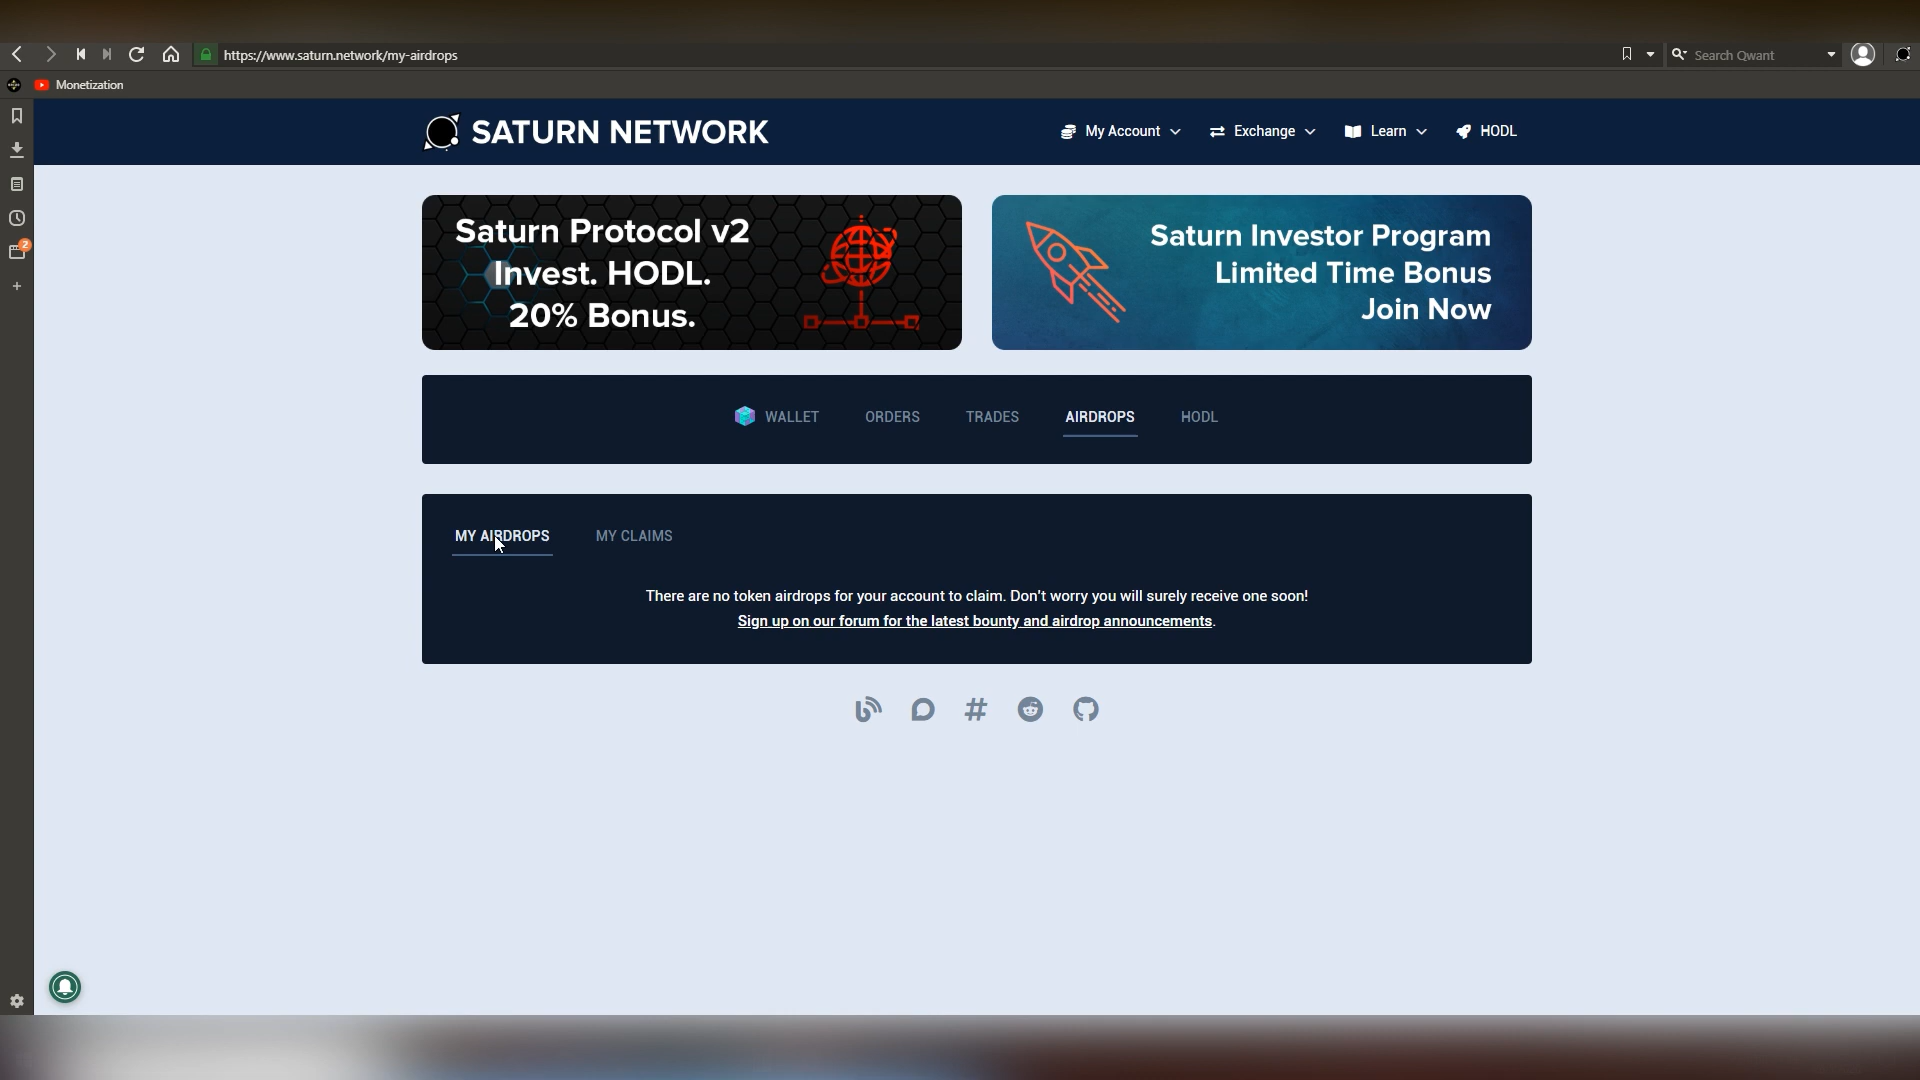 https://www.saturn.network/my-airdrops
Search Qwant
Monetization
2
SATURN NETWORK
My Account
Exchange
Learn
HODL
Saturn Protocol v2
Invest. HODL.
20% Bonus.
Saturn Investor Program
Limited Time Bonus
Join Now
WALLET
ORDERS
TRADES
AIRDROPS
HODL
MY AIRDROPS
MY CLAIMS
There are no token airdrops for your account to claim. Don't worry you will surely receive one soon!
Sign up on our forum for the latest bounty and airdrop announcements.